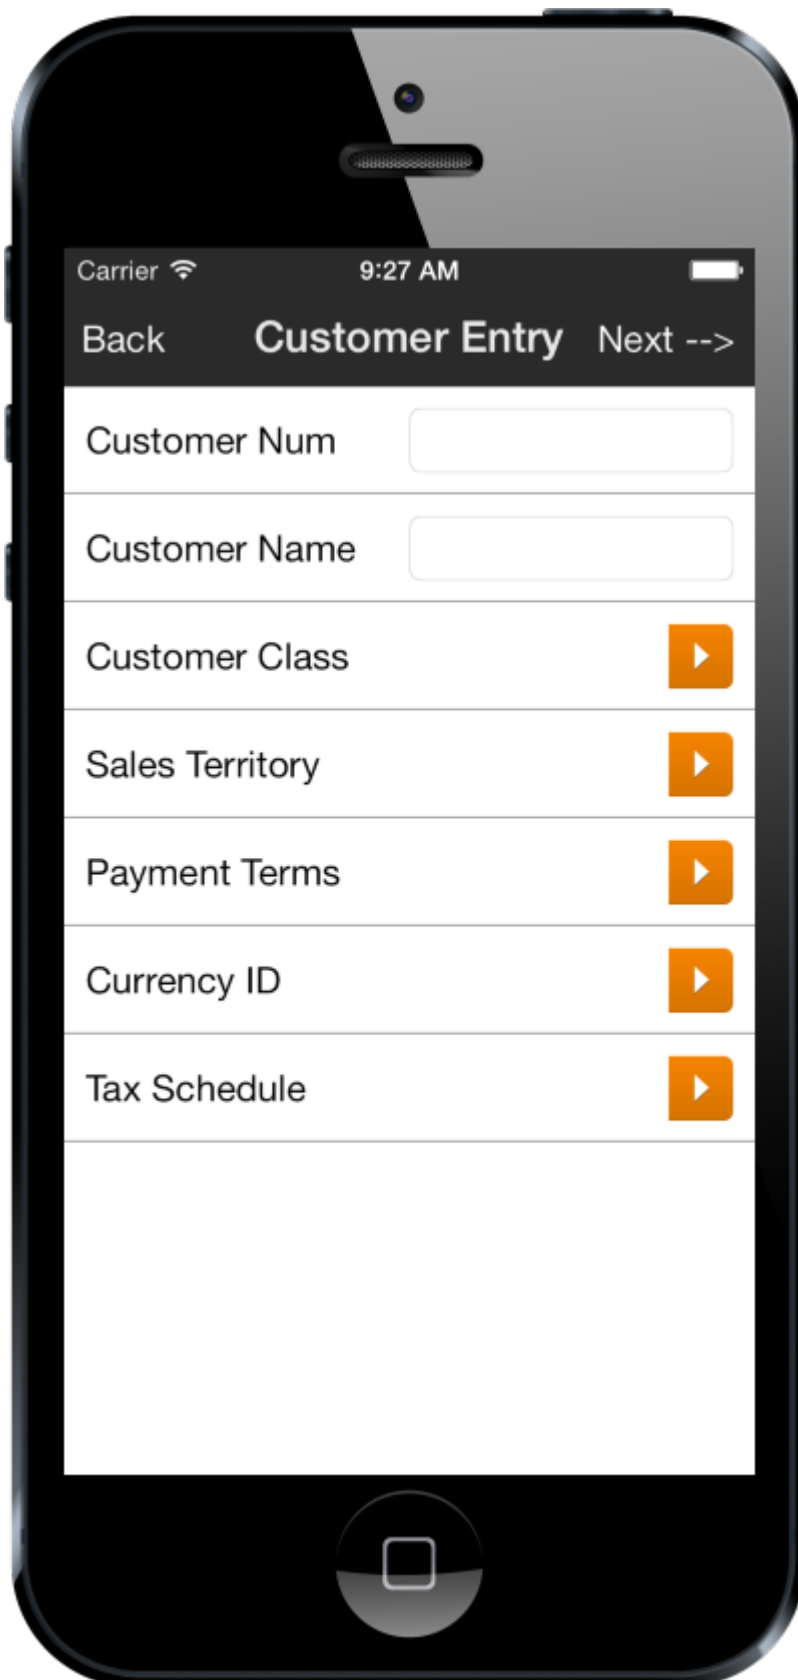 Carrier 9:27 AM
Back Customer Entry Next -->
Customer Num
Customer Name
Customer Class
Sales Territory
Payment Terms
Currency ID
Tax Schedule